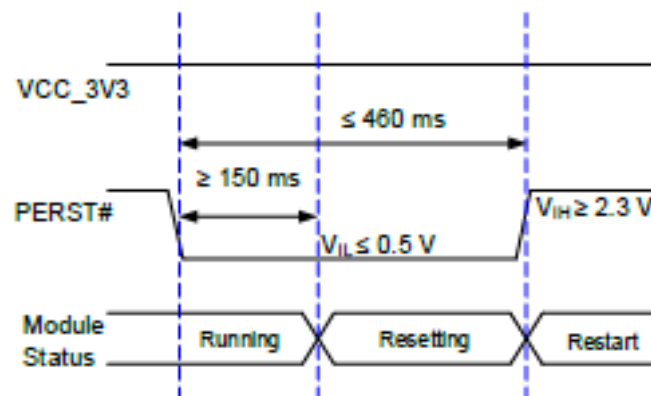 VCC_3V3
≤ 460 ms
≥ 150 ms
PERST#
VIH ≥ 2.3 V
VIL ≤ 0.5 V
Module
Status
Running
Resetting
Restart